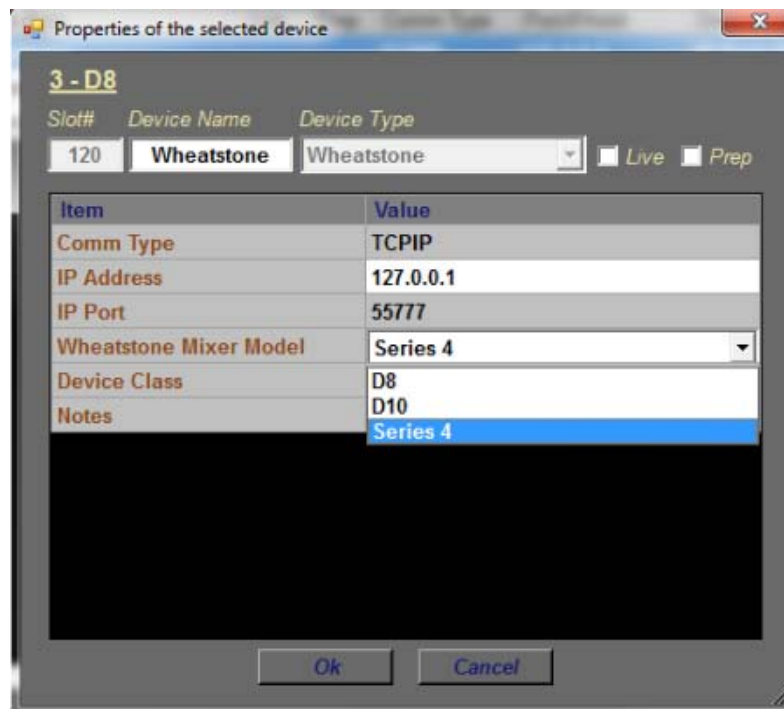 Properties of the selected device
3 - D8
Slot# Device Name Device Type
120 Wheatstone Wheatstone Live Prep
Item Value
Comm Type TCPIP
IP Address 127.0.0.1
IP Port 55777
Wheatstone Mixer Model Series 4
Device Class D8
D10
Notes
Series 4
Ok Cancel